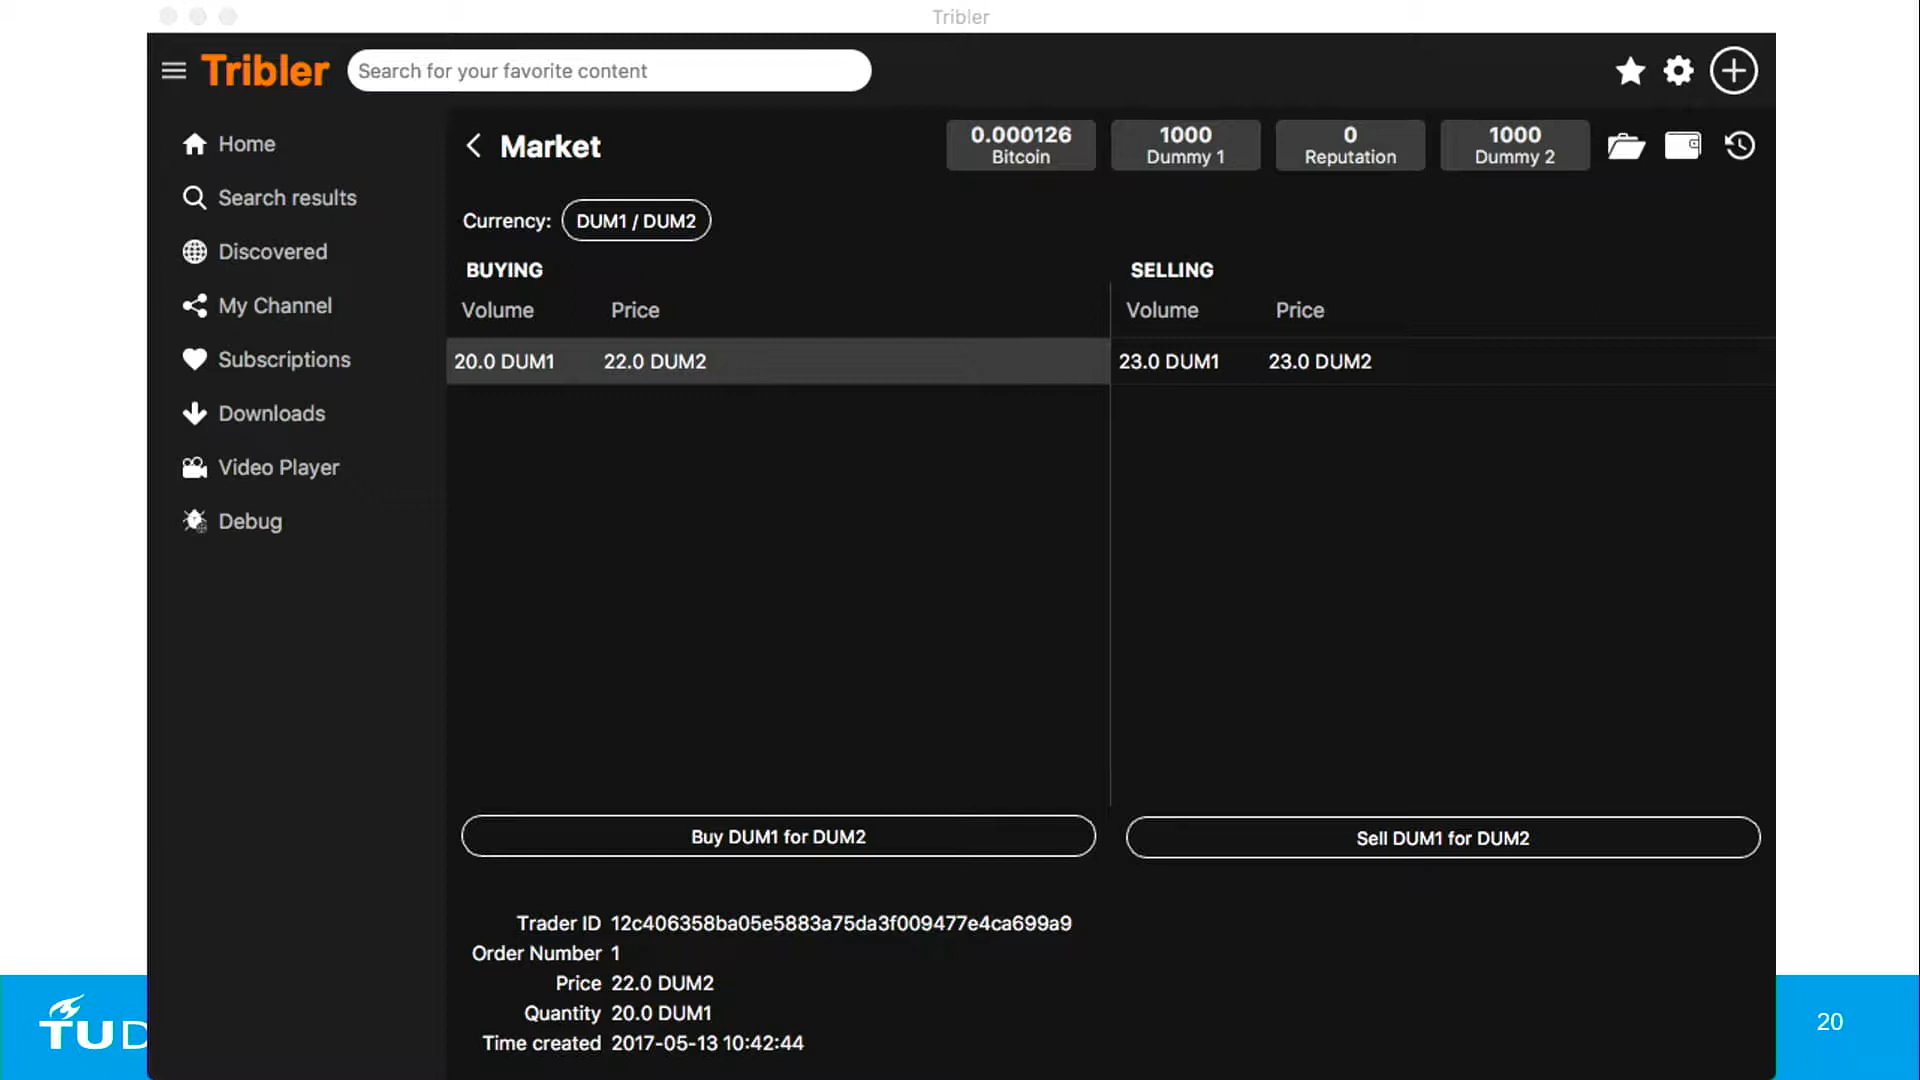 Tribler
Tribler
Search for your favorite content
Home
Search results
Discovered
My Channel
Subscriptions
Downloads
Video Player
Debug
Market
0.000126
Bitcoin
1000
Dummy 1
0
Reputation
1000
Dummy 2
Currency: DUM1 / DUM2
BUYING
Volume Price
20.0 DUM1 22.0 DUM2
SELLING
Volume Price
23.0 DUM1 23.0 DUM2
Buy DUM1 for DUM2
Sell DUM1 for DUM2
Trader ID 12c406358ba05e5883a75da3f009477e4ca699a9
Order Number 1
Price 22.0 DUM2
Quantity 20.0 DUM1
Time created 2017-05-13 10:42:44
TUD
20